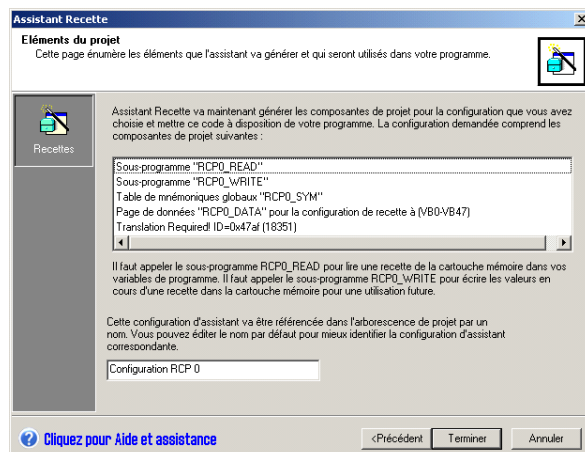 Assistant Recette
Eléments du projet
Cette page énumère les éléments que l'assistant va générer et qui seront utilisés dans votre programme.
Recettes
Assistant Recette va maintenant générer les composantes de projet pour la configuration que vous avez
choisie et mettre ce code à disposition de votre programme. La configuration demandée comprend les
composantes de projet suivantes :
Sous-programme "RCP0_READ"
Sous-programme "RCP0_WRITE"
Table de mnémoniques globaux "RCP0_SYM"
Page de données "RCP0_DATA" pour la configuration de recette à (VB0-VB47)
Translation Required! ID=0x47af (18351)
Il faut appeler le sous-programme RCP0_READ pour lire une recette de la cartouche mémoire dans vos
variables de programme. Il faut appeler le sous-programme RCP0_WRITE pour écrire les valeurs en
cours d'une recette dans la cartouche mémoire pour une utilisation future.
Cette configuration d'assistant va être référencée dans l'arborescence de projet par un
nom. Vous pouvez éditer le nom par défaut pour mieux identifier la configuration d'assistant
correspondante.
Configuration RCP 0
Cliquez pour Aide et assistance
<Précédent
Terminer
Annuler